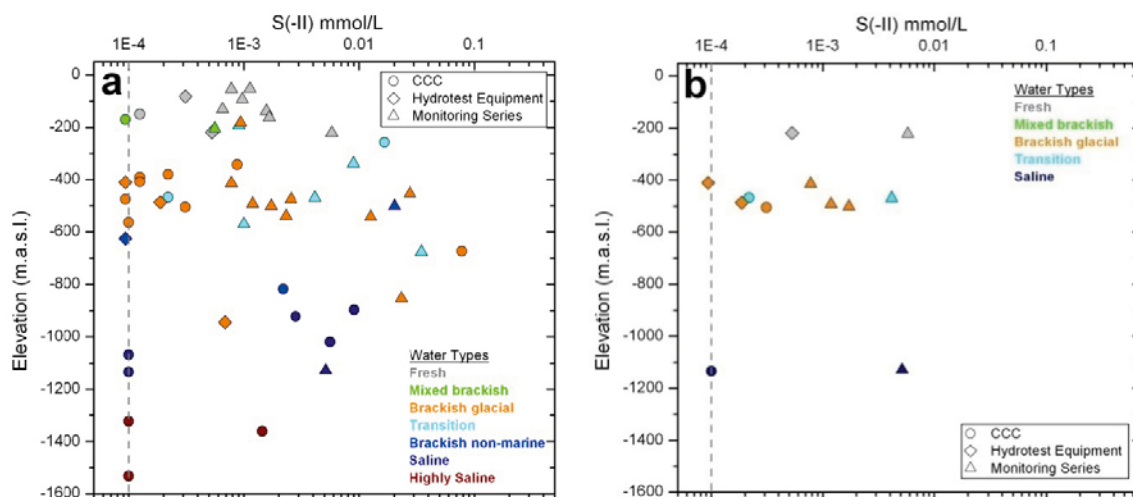 S(-II) mmol/L
1E-4 1E-3 0.01 0.1
a
CCC
Hydrotest Equipment
Monitoring Series
Elevation (m.a.s.l.)
0
-200
-400
-600
-800
-1000
-1200
-1400
-1600
Water Types
Fresh
Mixed brackish
Brackish glacial
Transition
Brackish non-marine
Saline
Highly Saline
S(-II) mmol/L
1E-4 1E-3 0.01 0.1
b
Water Types
Fresh
Mixed brackish
Brackish glacial
Transition
Saline
Elevation (m.a.s.l.)
0
-200
-400
-600
-800
-1000
-1200
-1400
-1600
CCC
Hydrotest Equipment
Monitoring Series